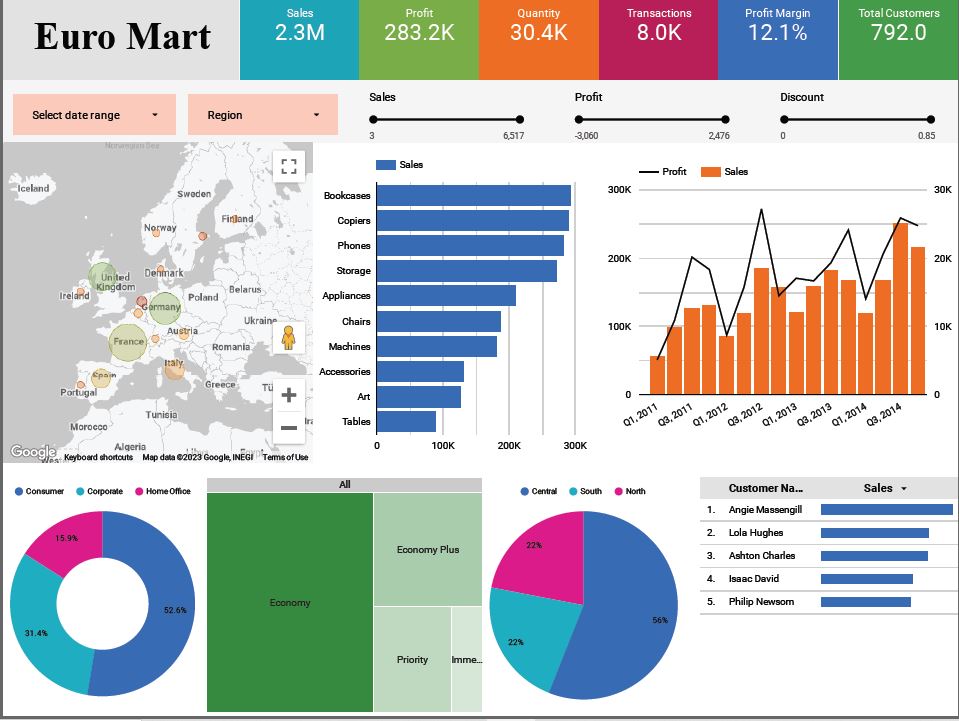 Euro Mart
Sales
2.3M
Profit
283.2K
Quantity
30.4K
Transactions
8.0K
Profit Margin
12.1%
Total Customers
792.0
Select date range
Region
Sales
3 6,517
Profit
-3,060 2,476
Discount
0 0.85
Norwegian Sea
Iceland
Sweden
Finland
Norway
Denmark
United
Kingdom
Ireland
Belarus
Poland
Germany
Ukraine
Austria
France
Romania
Italy
Spain
Portugal
Greece
Tü
Tunisia
Morocco
Algeria
Google
Keyboard shortcuts Map data ©2023 Google, INEGI Terms of Use
Sales
Bookcases
Copiers
Phones
Storage
Appliances
Chairs
Machines
Accessories
Art
Tables
0 100K 200K 300K
Profit Sales
300K 30K
200K 20K
100K 10K
0 0
Q1, 2011 Q3, 2011 Q1, 2012 Q3, 2012 Q1, 2013 Q3, 2013 Q1, 2014 Q3, 2014
Consumer Corporate Home Office
15.9%
52.6%
31.4%
All
Economy
Economy Plus
Priority
Imme...
Central South North
22%
56%
22%
Customer Na... Sales
1. Angie Massengill
2. Lola Hughes
3. Ashton Charles
4. Isaac David
5. Philip Newsom